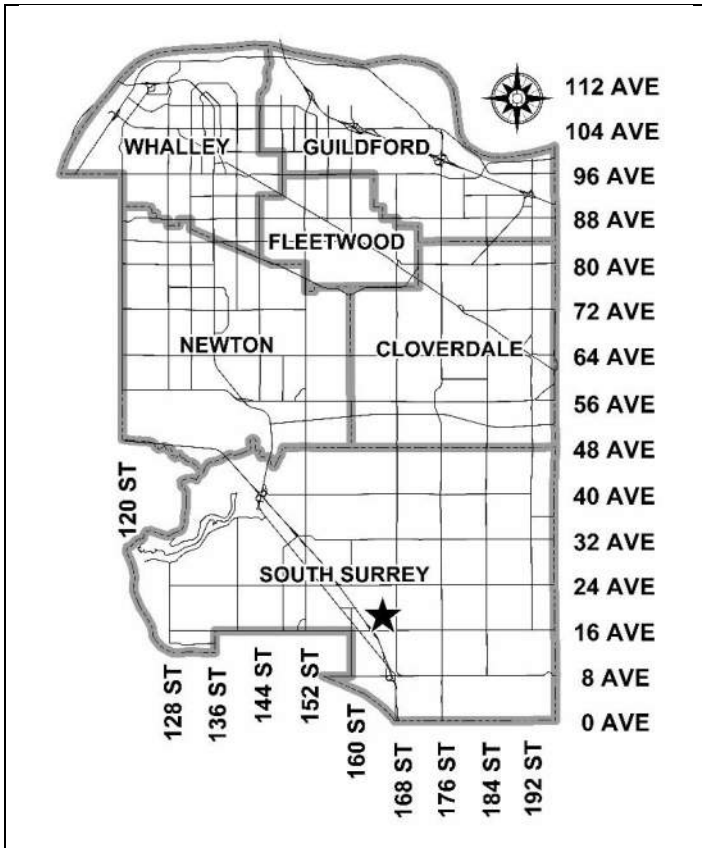 112 AVE
104 AVE
WHALLEY
GUILDFORD
96 AVE
88 AVE
FLEETWOOD
80 AVE
72 AVE
NEWTON
CLOVERDALE
64 AVE
56 AVE
48 AVE
120 ST
40 AVE
32 AVE
SOUTH SURREY
24 AVE
16 AVE
128 ST
136 ST
144 ST
152 ST
160 ST
8 AVE
0 AVE
168 ST
176 ST
184 ST
192 ST